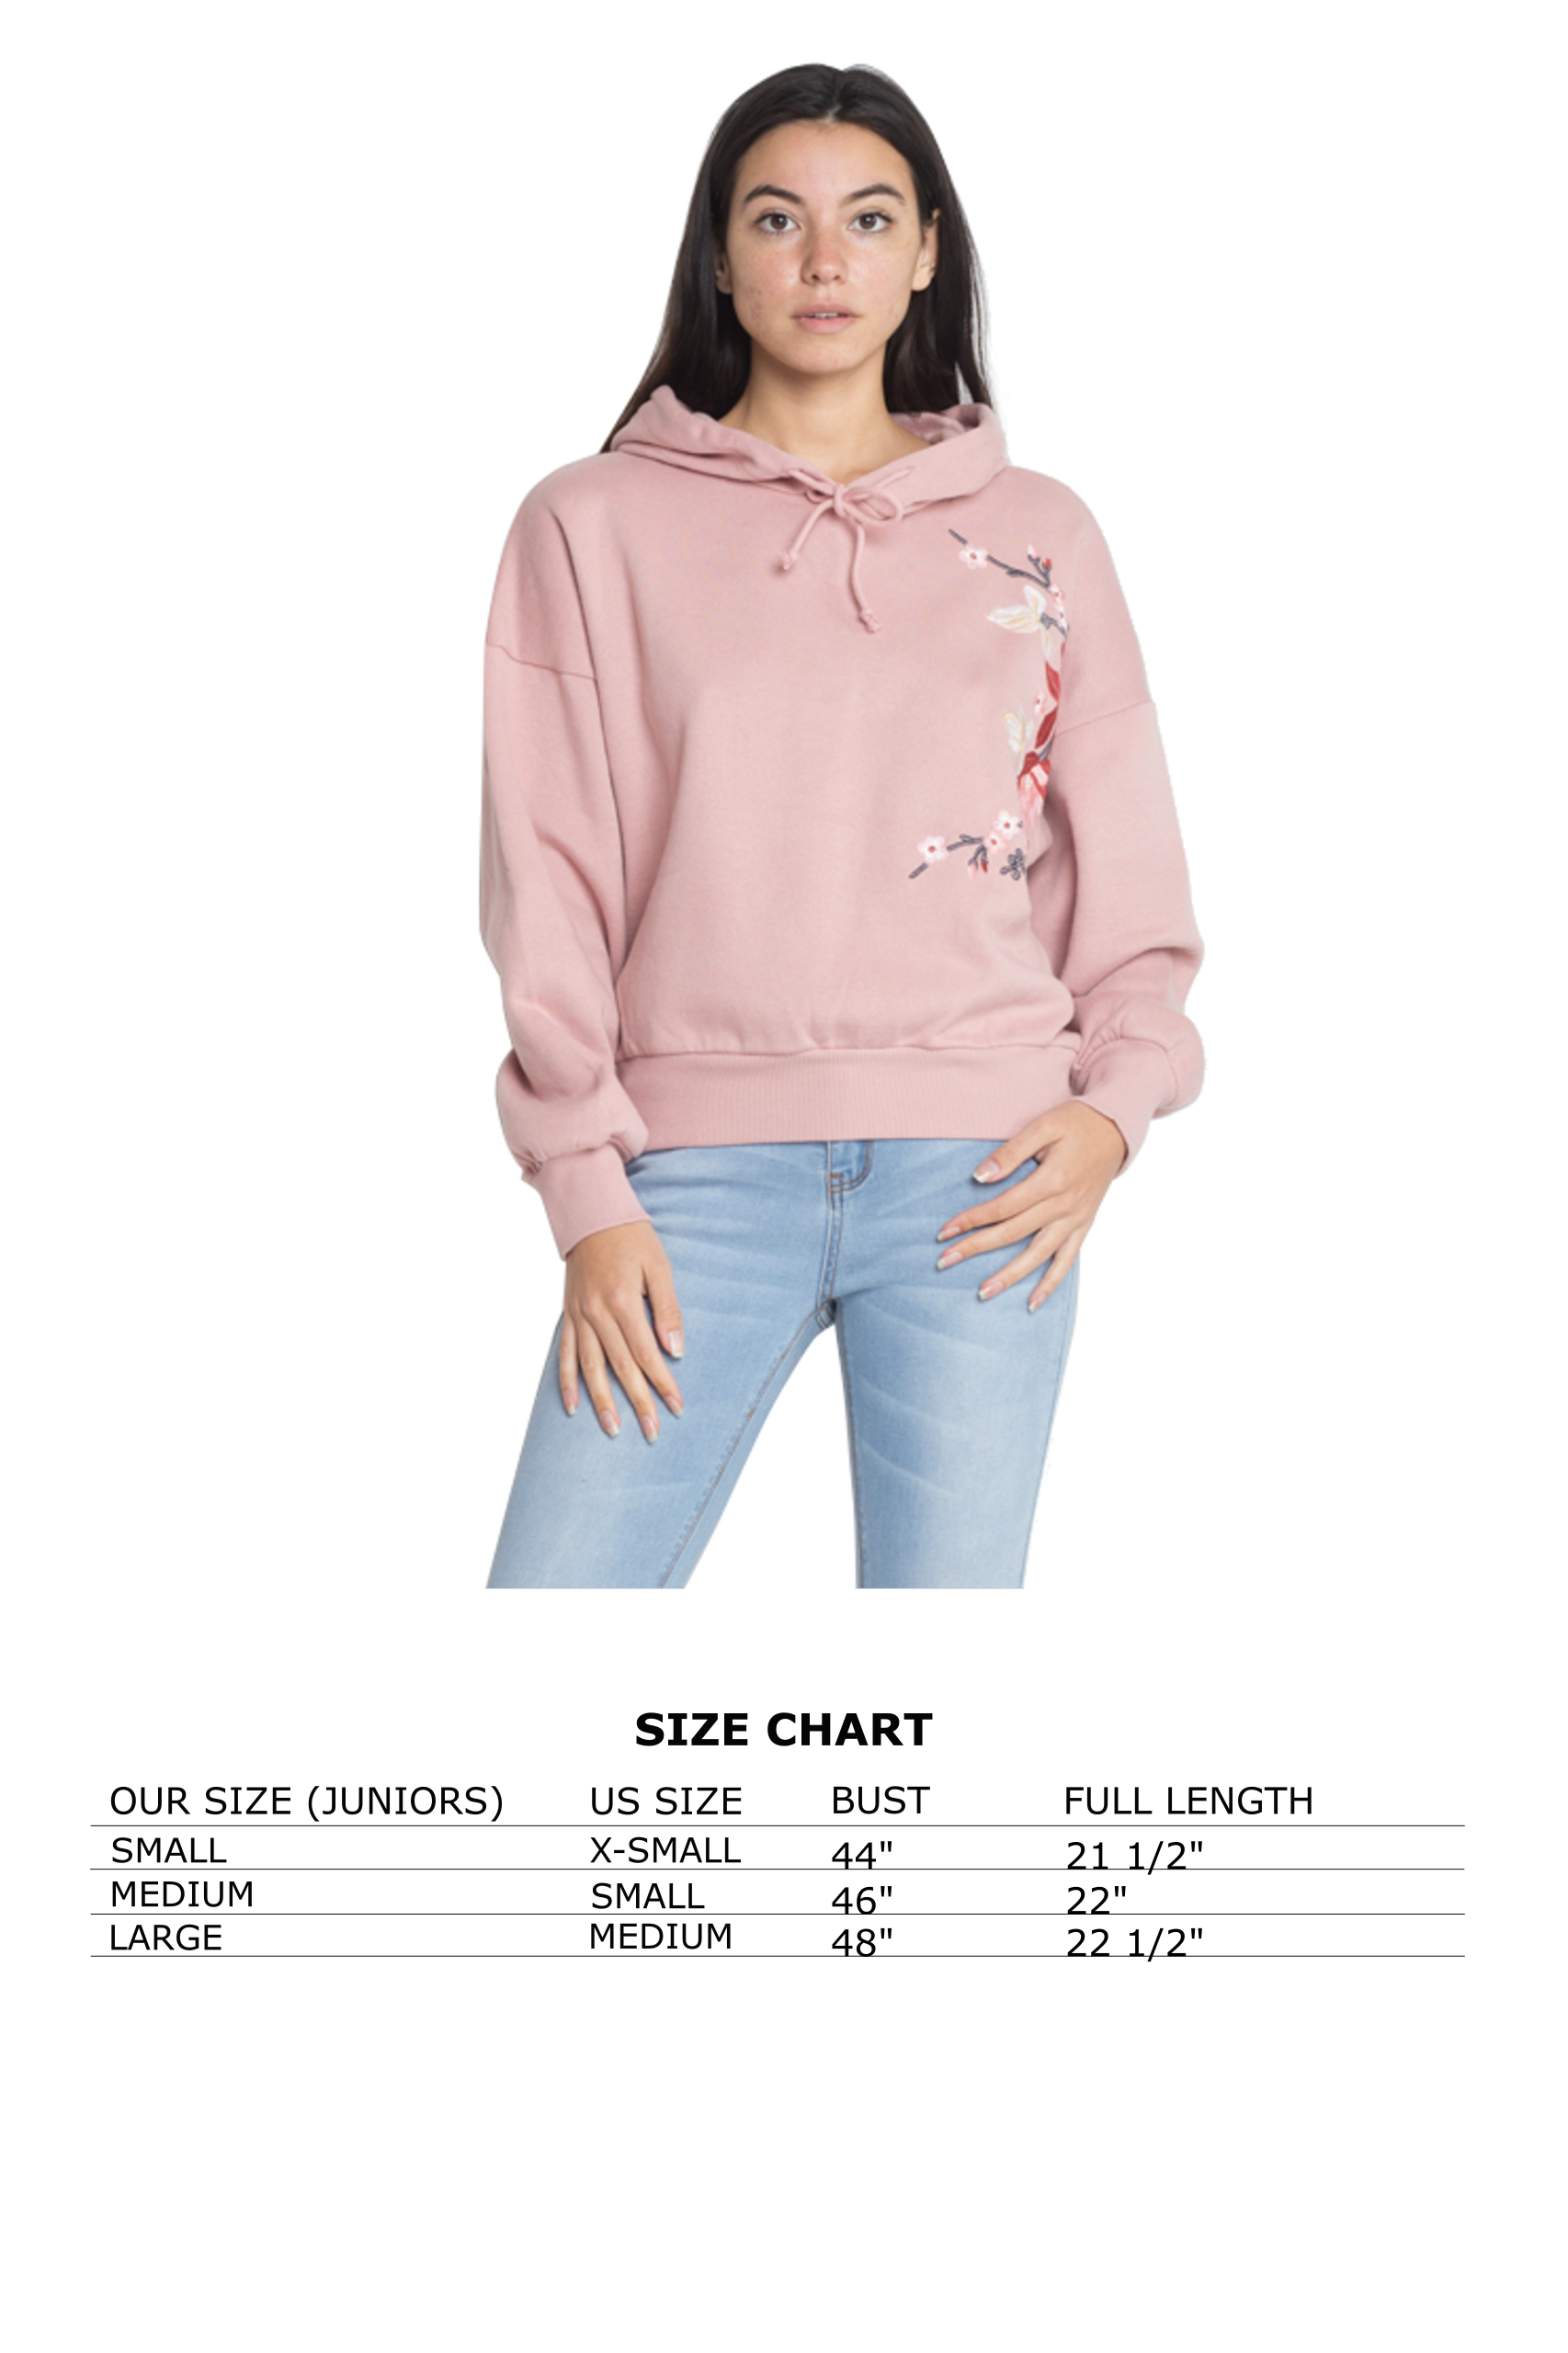 SIZE CHART
OUR SIZE (JUNIORS) US SIZE BUST FULL LENGTH
SMALL X-SMALL 44" 21 1/2"
MEDIUM SMALL 46" 22"
LARGE MEDIUM 48" 22 1/2"